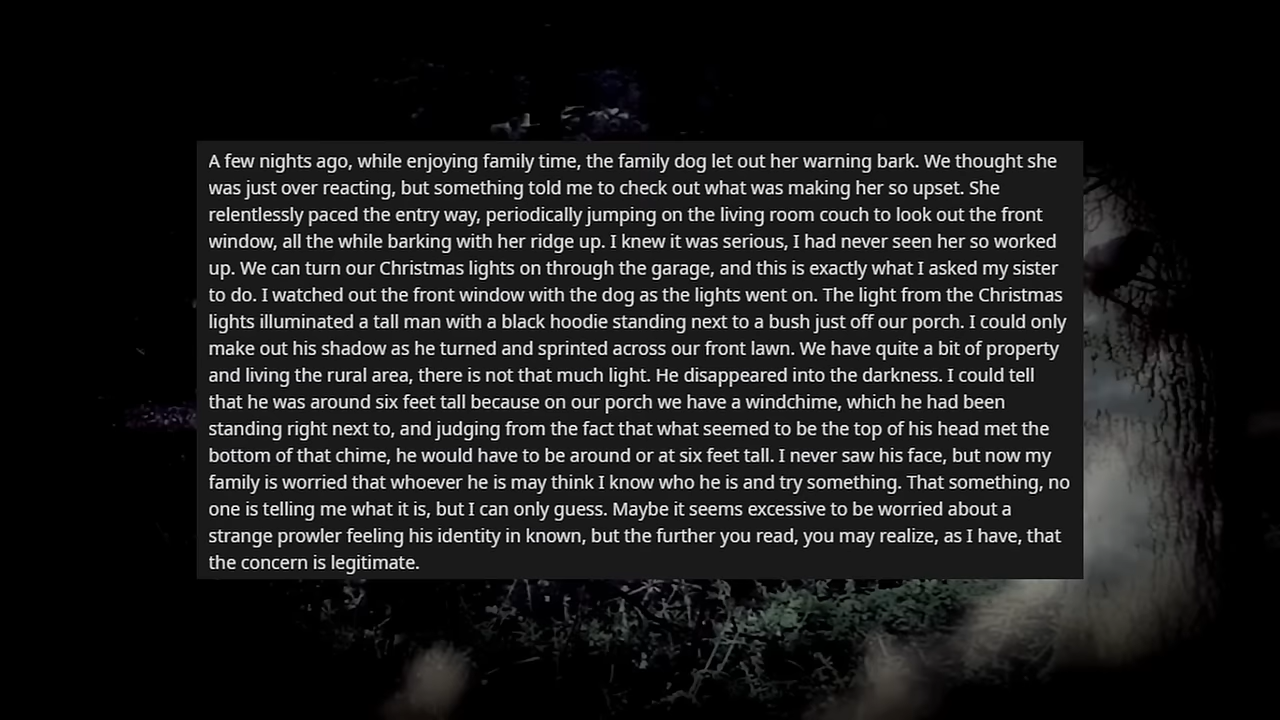 A few nights ago, while enjoying family time, the family dog let out her warning bark. We thought she
was just over reacting, but something told me to check out what was making her so upset. She
relentlessly paced the entry way, periodically jumping on the living room couch to look out the front
window, all the while barking with her ridge up. I knew it was serious, I had never seen her so worked
up. We can turn our Christmas lights on through the garage, and this is exactly what I asked my sister
to do. I watched out the front window with the dog as the lights went on. The light from the Christmas
lights illuminated a tall man with a black hoodie standing next to a bush just off our porch. I could only
make out his shadow as he turned and sprinted across our front lawn. We have quite a bit of property
and living the rural area, there is not that much light. He disappeared into the darkness. I could tell
that he was around six feet tall because on our porch we have a windchime, which he had been
standing right next to, and judging from the fact that what seemed to be the top of his head met the
bottom of that chime, he would have to be around or at six feet tall. I never saw his face, but now my
family is worried that whoever he is may think I know who he is and try something. That something, no
one is telling me what it is, but I can only guess. Maybe it seems excessive to be worried about a
strange prowler feeling his identity in known, but the further you read, you may realize, as I have, that
the concern is legitimate.